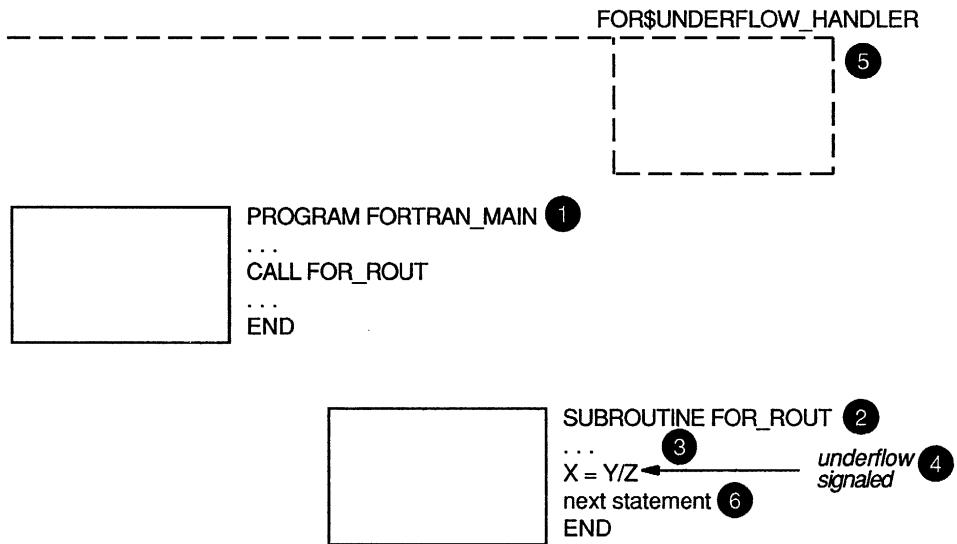 FOR$UNDERFLOW_HANDLER
5
PROGRAM FORTRAN_MAIN 1
. . .
CALL FOR_ROUT
. . .
END
SUBROUTINE FOR_ROUT 2
. . . 3
X = Y/Z
underflow 4
signaled
next statement 6
END